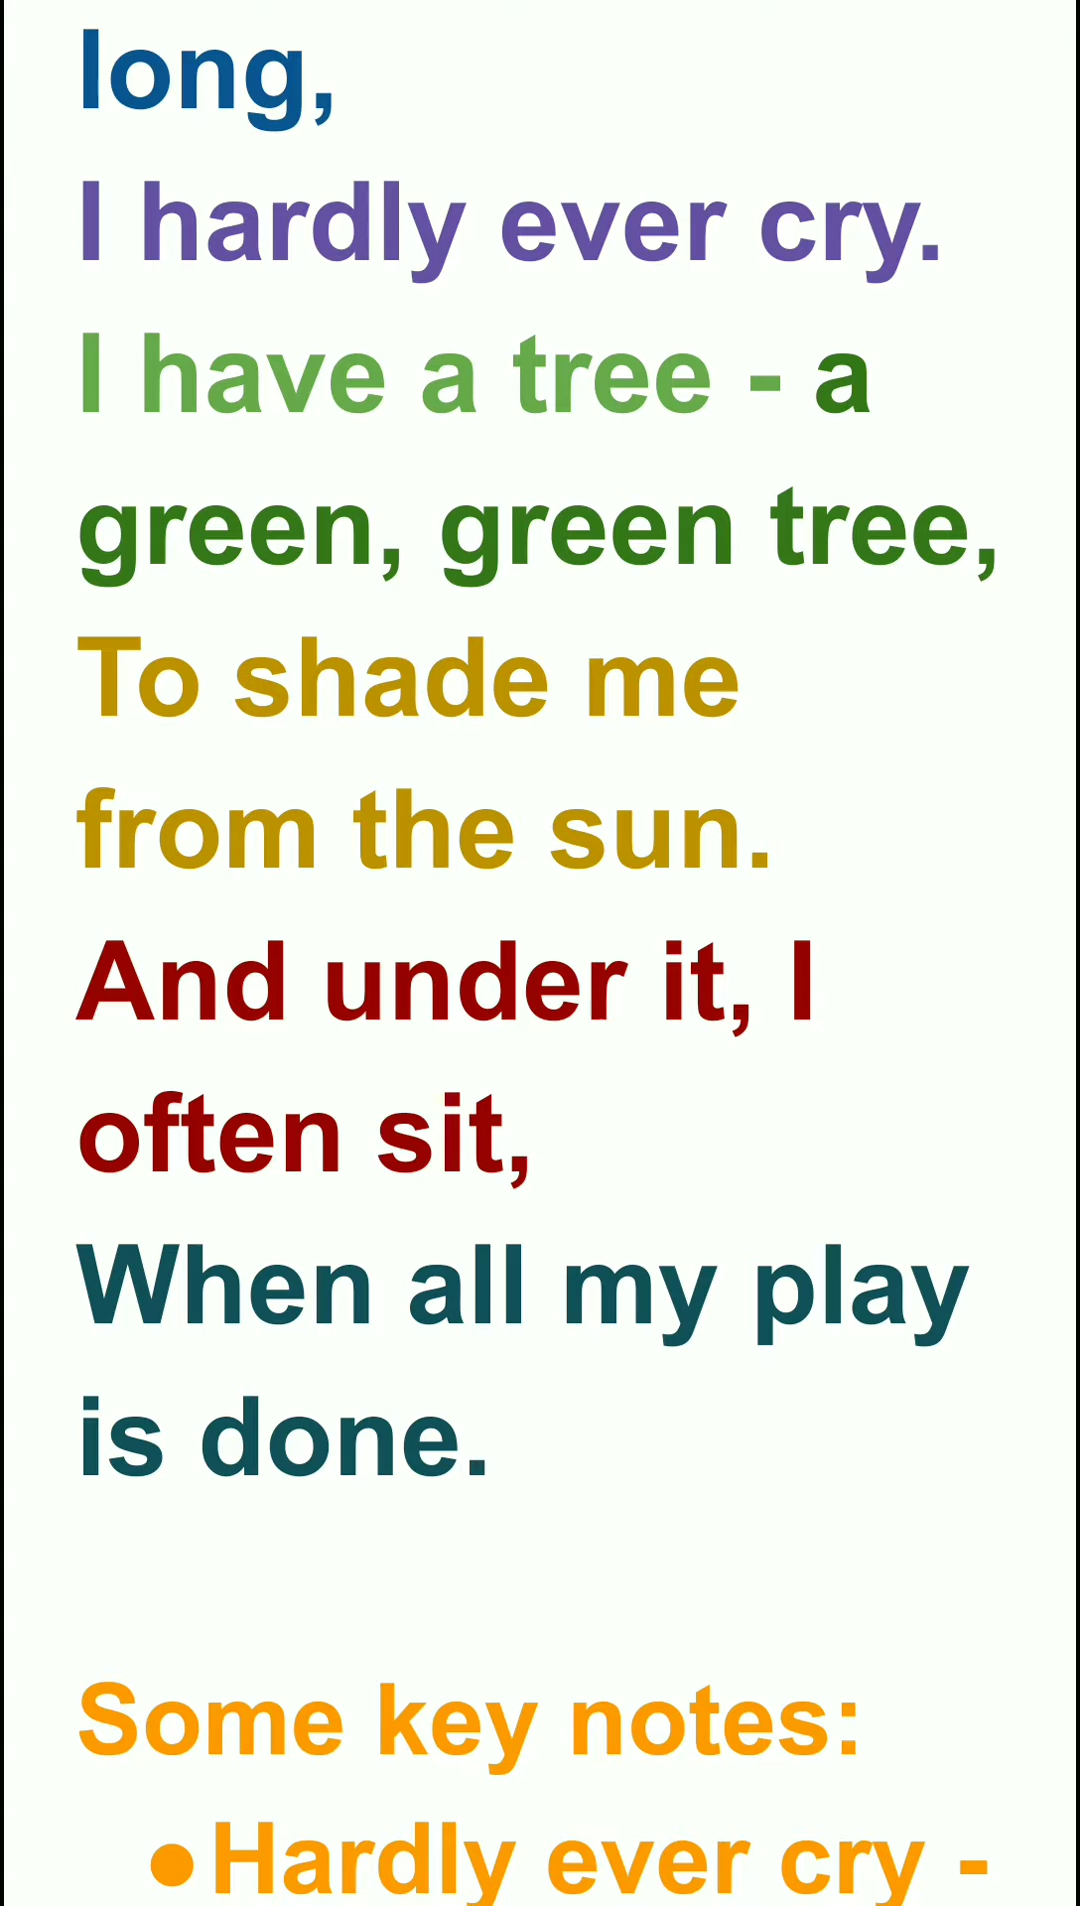 long,
I hardly ever cry.
I have a tree - a
green, green tree,
To shade me
from the sun.
And under it, I
often sit,
When all my play
is done.
Some key notes:
●Hardly ever cry -